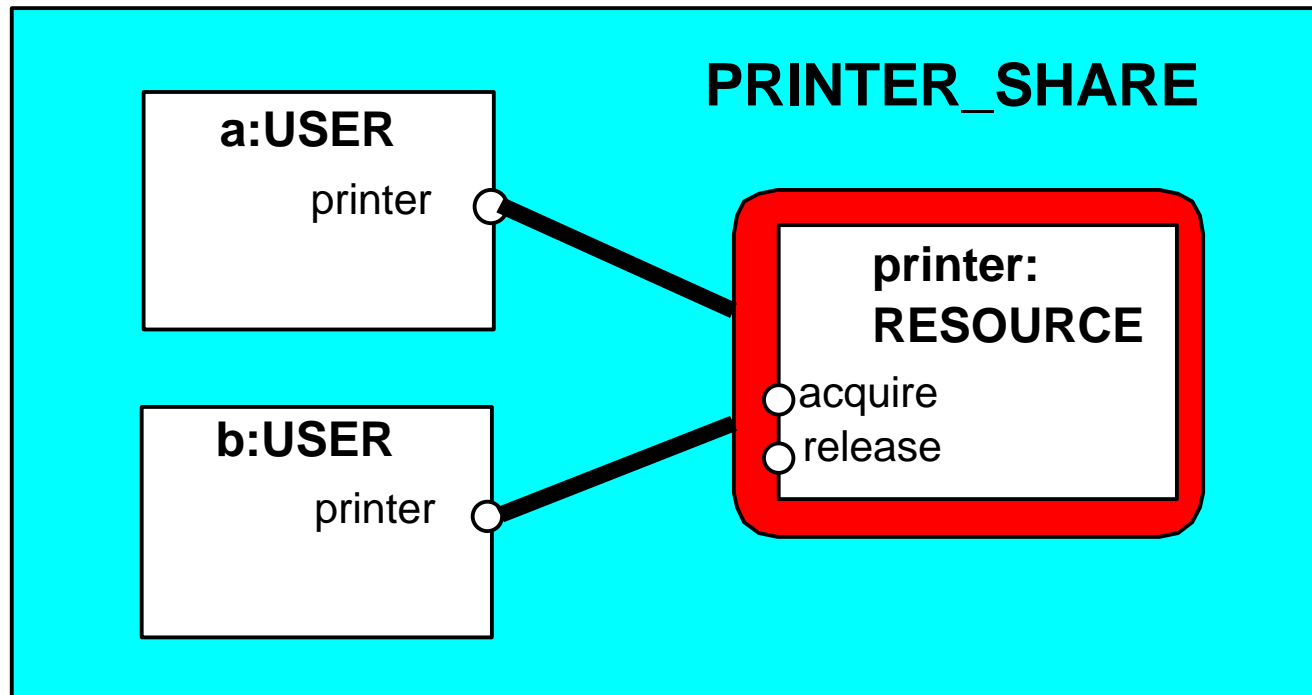 PRINTER_SHARE
a:USER
printer
printer:
RESOURCE
acquire
release
b:USER
printer